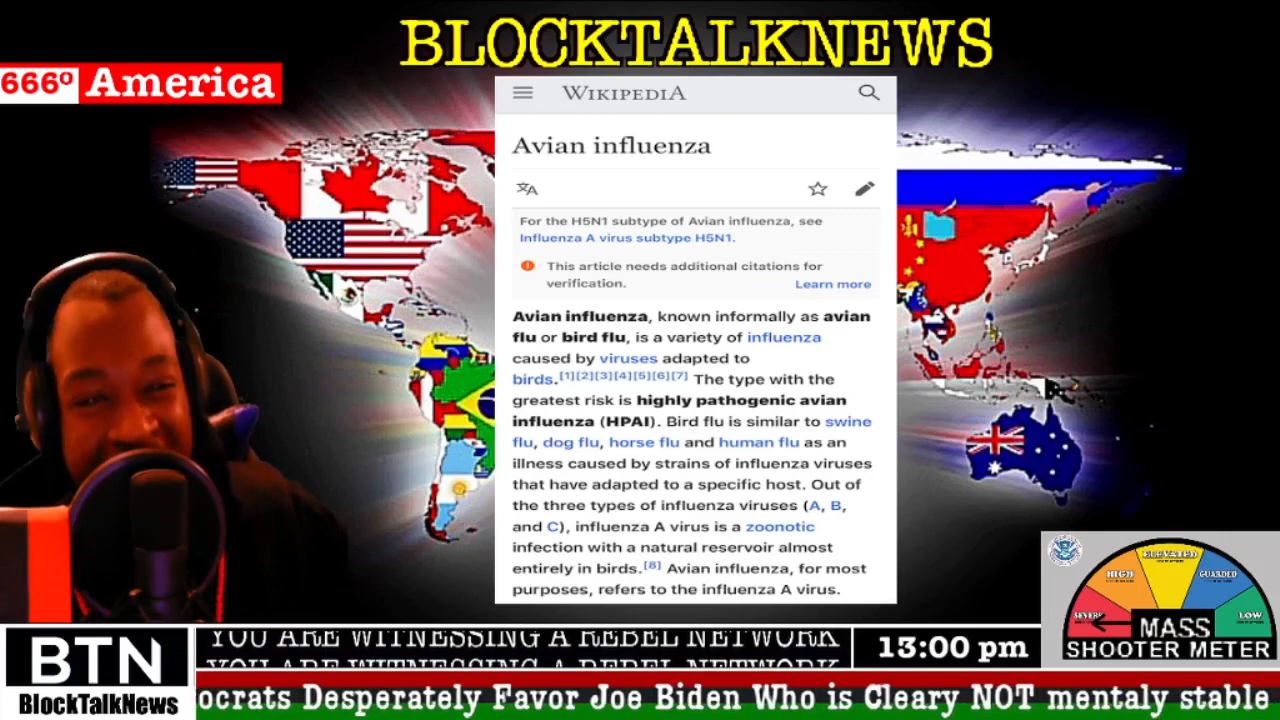 BLOCKTALKNEWS
666º America
WIKIPEDIA
Avian influenza
For the H5N1 subtype of Avian influenza, see
Influenza A virus subtype H5N1.
This article needs additional citations for
verification.
Learn more
Avian influenza, known informally as avian
flu or bird flu, is a variety of influenza
caused by viruses adapted to
birds.[1][2][3][4][5][6][7] The type with the
greatest risk is highly pathogenic avian
influenza (HPAI). Bird flu is similar to swine
flu, dog flu, horse flu and human flu as an
illness caused by strains of influenza viruses
that have adapted to a specific host. Out of
the three types of influenza viruses (A, B,
and C), influenza A virus is a zoonotic
infection with a natural reservoir almost
entirely in birds.[8] Avian influenza, for most
purposes, refers to the influenza A virus.
ELEVATED
HIGH
GUARDED
SEVERE
LOW
MASS
SHOOTER METER
BTN
BlockTalkNews
YOU ARE WITNESSING A REBEL NETWORK
YOU ARE WITNESSING A REBEL NETWORK
13:00 pm
ocrats Desperately Favor Joe Biden Who is Cleary NOT mentaly stable